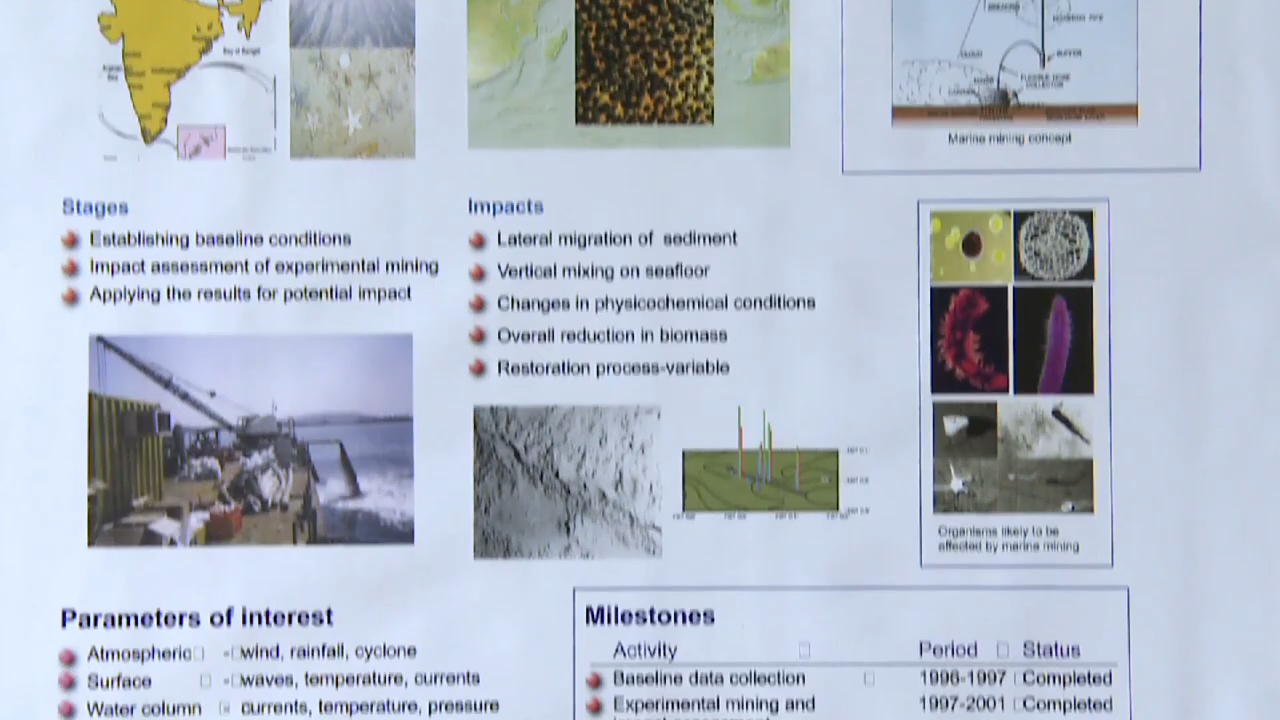 Bay of Bengal
BUFFER
Marine mining concept
Stages
Establishing baseline conditions
Impact assessment of experimental mining
Applying the results for potential impact
Impacts
Lateral migration of sediment
Vertical mixing on seafloor
Changes in physicochemical conditions
Overall reduction in biomass
Restoration process-variable
Organisms likely to be
affected by marine mining
Parameters of interest
Atmospheric - wind, rainfall, cyclone
Surface - waves, temperature, currents
Water column currents, temperature, pressure
Milestones
Activity Period Status
Baseline data collection 1996-1997 Completed
Experimental mining and 1997-2001 Completed